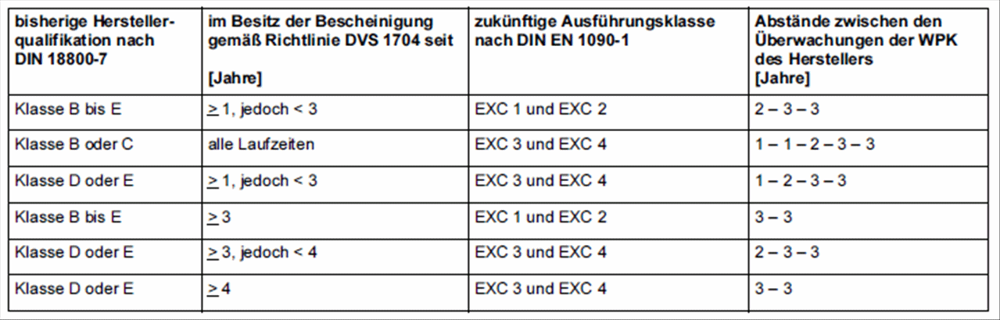 bisherige Hersteller-
qualifikation nach
DIN 18800-7
im Besitz der Bescheinigung
gemäß Richtlinie DVS 1704 seit
[Jahre]
zukünftige Ausführungsklasse
nach DIN EN 1090-1
Abstände zwischen den
Überwachungen der WPK
des Herstellers
[Jahre]
Klasse B bis E
≥ 1, jedoch < 3
EXC 1 und EXC 2
2 – 3 – 3
Klasse B oder C
alle Laufzeiten
EXC 3 und EXC 4
1 – 1 – 2 – 3 – 3
Klasse D oder E
≥ 1, jedoch < 3
EXC 3 und EXC 4
1 – 2 – 3 – 3
Klasse B bis E
≥ 3
EXC 1 und EXC 2
3 – 3
Klasse D oder E
≥ 3, jedoch < 4
EXC 3 und EXC 4
2 – 3 – 3
Klasse D oder E
≥ 4
EXC 3 und EXC 4
3 – 3